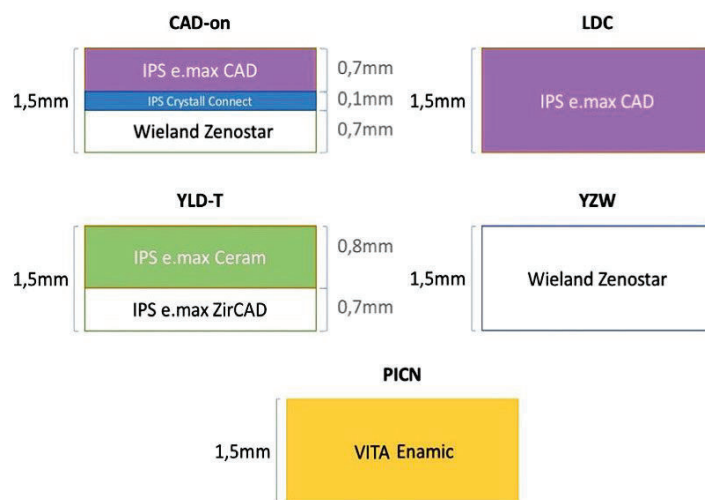 CAD-on
1,5mm
IPS e.max CAD
0,7mm
IPS Crystall Connect
0,1mm
Wieland Zenostar
0,7mm
LDC
1,5mm
IPS e.max CAD
YLD-T
1,5mm
IPS e.max Ceram
0,8mm
IPS e.max ZirCAD
0,7mm
YZW
1,5mm
Wieland Zenostar
PICN
1,5mm
VITA Enamic